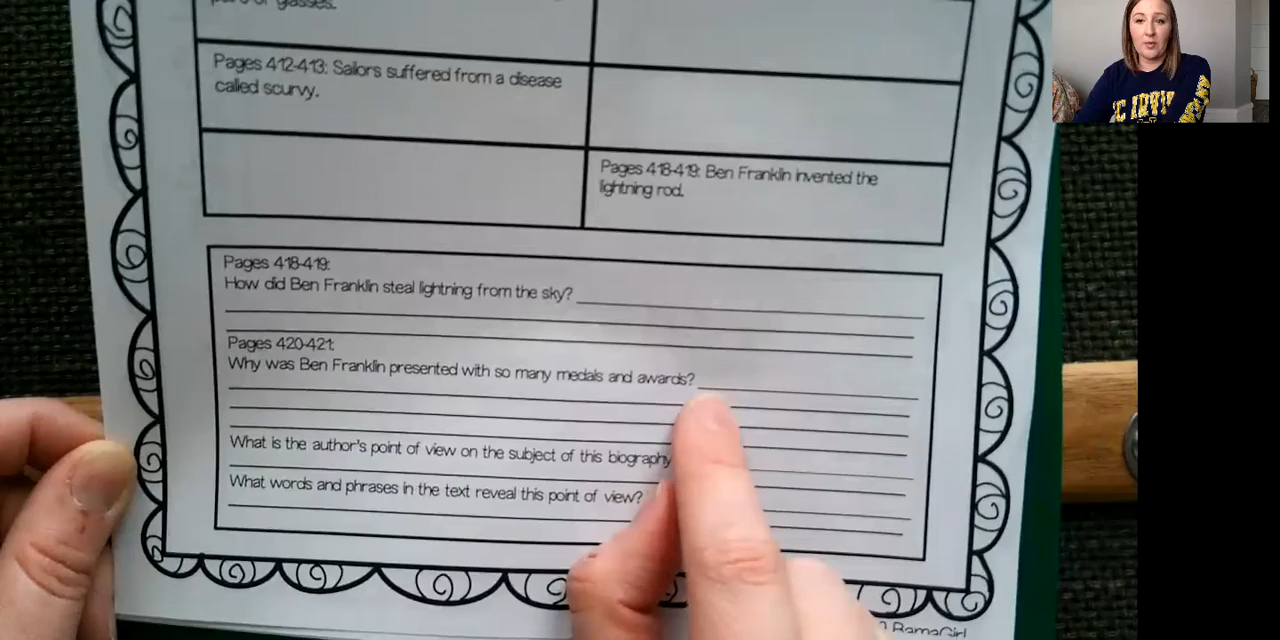 of glasses.
Pages 412-413: Sailors suffered from a disease
called scurvy.
Pages 418-419: Ben Franklin invented the
lightning rod.
Pages 418-419:
How did Ben Franklin steal lightning from the sky?
Pages 420-421:
Why was Ben Franklin presented with so many medals and awards?
What is the author's point of view on the subject of this biography
What words and phrases in the text reveal this point of view?
BamaGirl